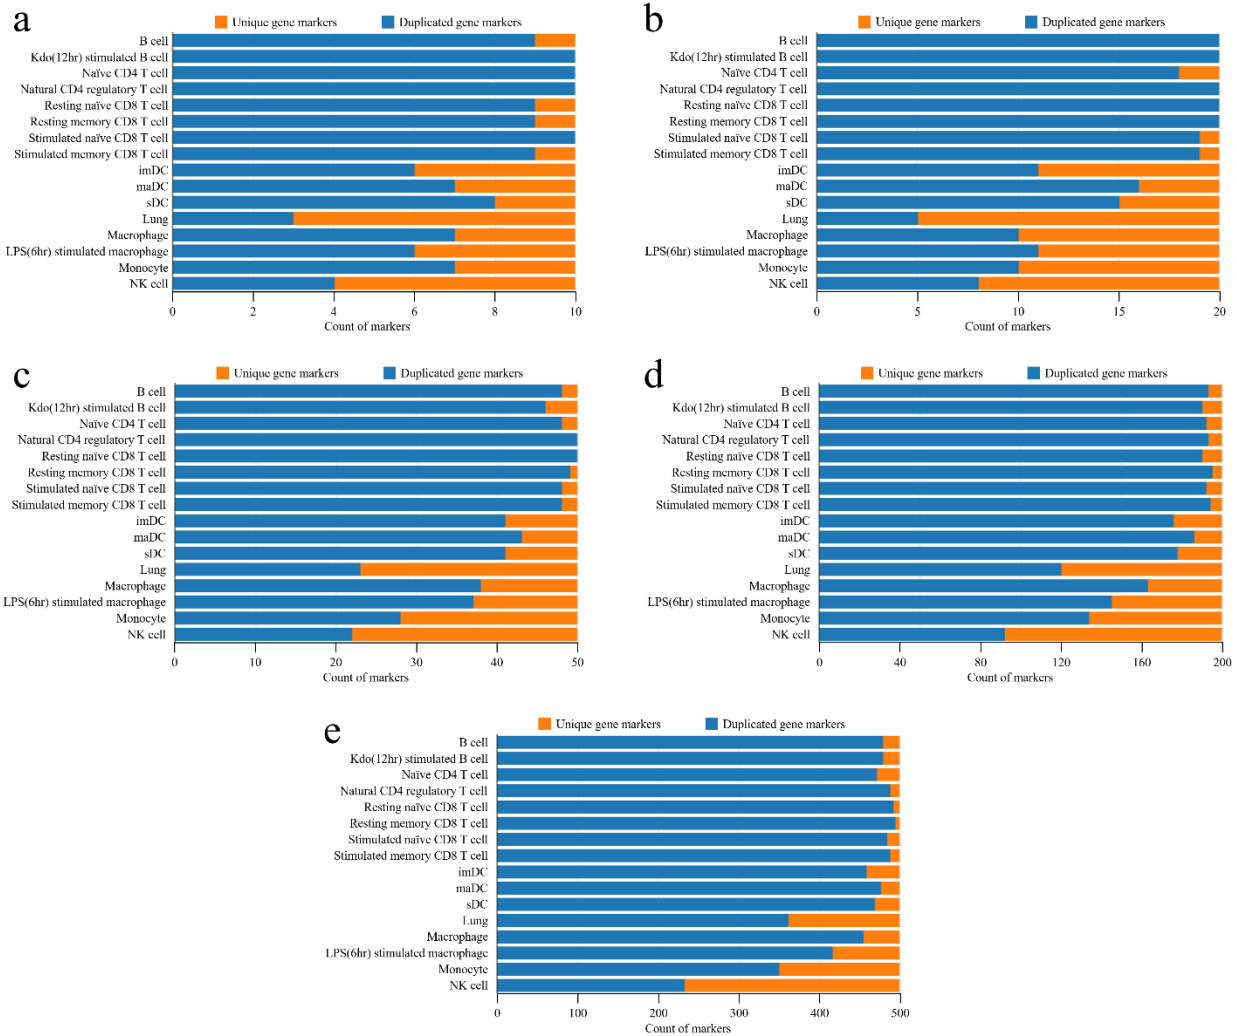 a
Unique gene markers Duplicated gene markers
B cell
Kdo(12hr) stimulated B cell
Naïve CD4 T cell
Natural CD4 regulatory T cell
Resting naïve CD8 T cell
Resting memory CD8 T cell
Stimulated naïve CD8 T cell
Stimulated memory CD8 T cell
imDC
maDC
sDC
Lung
Macrophage
LPS(6hr) stimulated macrophage
Monocyte
NK cell
0 2 4 6 8 10
Count of markers
b
Unique gene markers Duplicated gene markers
B cell
Kdo(12hr) stimulated B cell
Naïve CD4 T cell
Natural CD4 regulatory T cell
Resting naïve CD8 T cell
Resting memory CD8 T cell
Stimulated naïve CD8 T cell
Stimulated memory CD8 T cell
imDC
maDC
sDC
Lung
Macrophage
LPS(6hr) stimulated macrophage
Monocyte
NK cell
0 5 10 15 20
Count of markers
c
Unique gene markers Duplicated gene markers
B cell
Kdo(12hr) stimulated B cell
Naïve CD4 T cell
Natural CD4 regulatory T cell
Resting naïve CD8 T cell
Resting memory CD8 T cell
Stimulated naïve CD8 T cell
Stimulated memory CD8 T cell
imDC
maDC
sDC
Lung
Macrophage
LPS(6hr) stimulated macrophage
Monocyte
NK cell
0 10 20 30 40 50
Count of markers
d
Unique gene markers Duplicated gene markers
B cell
Kdo(12hr) stimulated B cell
Naïve CD4 T cell
Natural CD4 regulatory T cell
Resting naïve CD8 T cell
Resting memory CD8 T cell
Stimulated naïve CD8 T cell
Stimulated memory CD8 T cell
imDC
maDC
sDC
Lung
Macrophage
LPS(6hr) stimulated macrophage
Monocyte
NK cell
0 40 80 120 160 200
Count of markers
e
Unique gene markers Duplicated gene markers
B cell
Kdo(12hr) stimulated B cell
Naïve CD4 T cell
Natural CD4 regulatory T cell
Resting naïve CD8 T cell
Resting memory CD8 T cell
Stimulated naïve CD8 T cell
Stimulated memory CD8 T cell
imDC
maDC
sDC
Lung
Macrophage
LPS(6hr) stimulated macrophage
Monocyte
NK cell
0 100 200 300 400 500
Count of markers